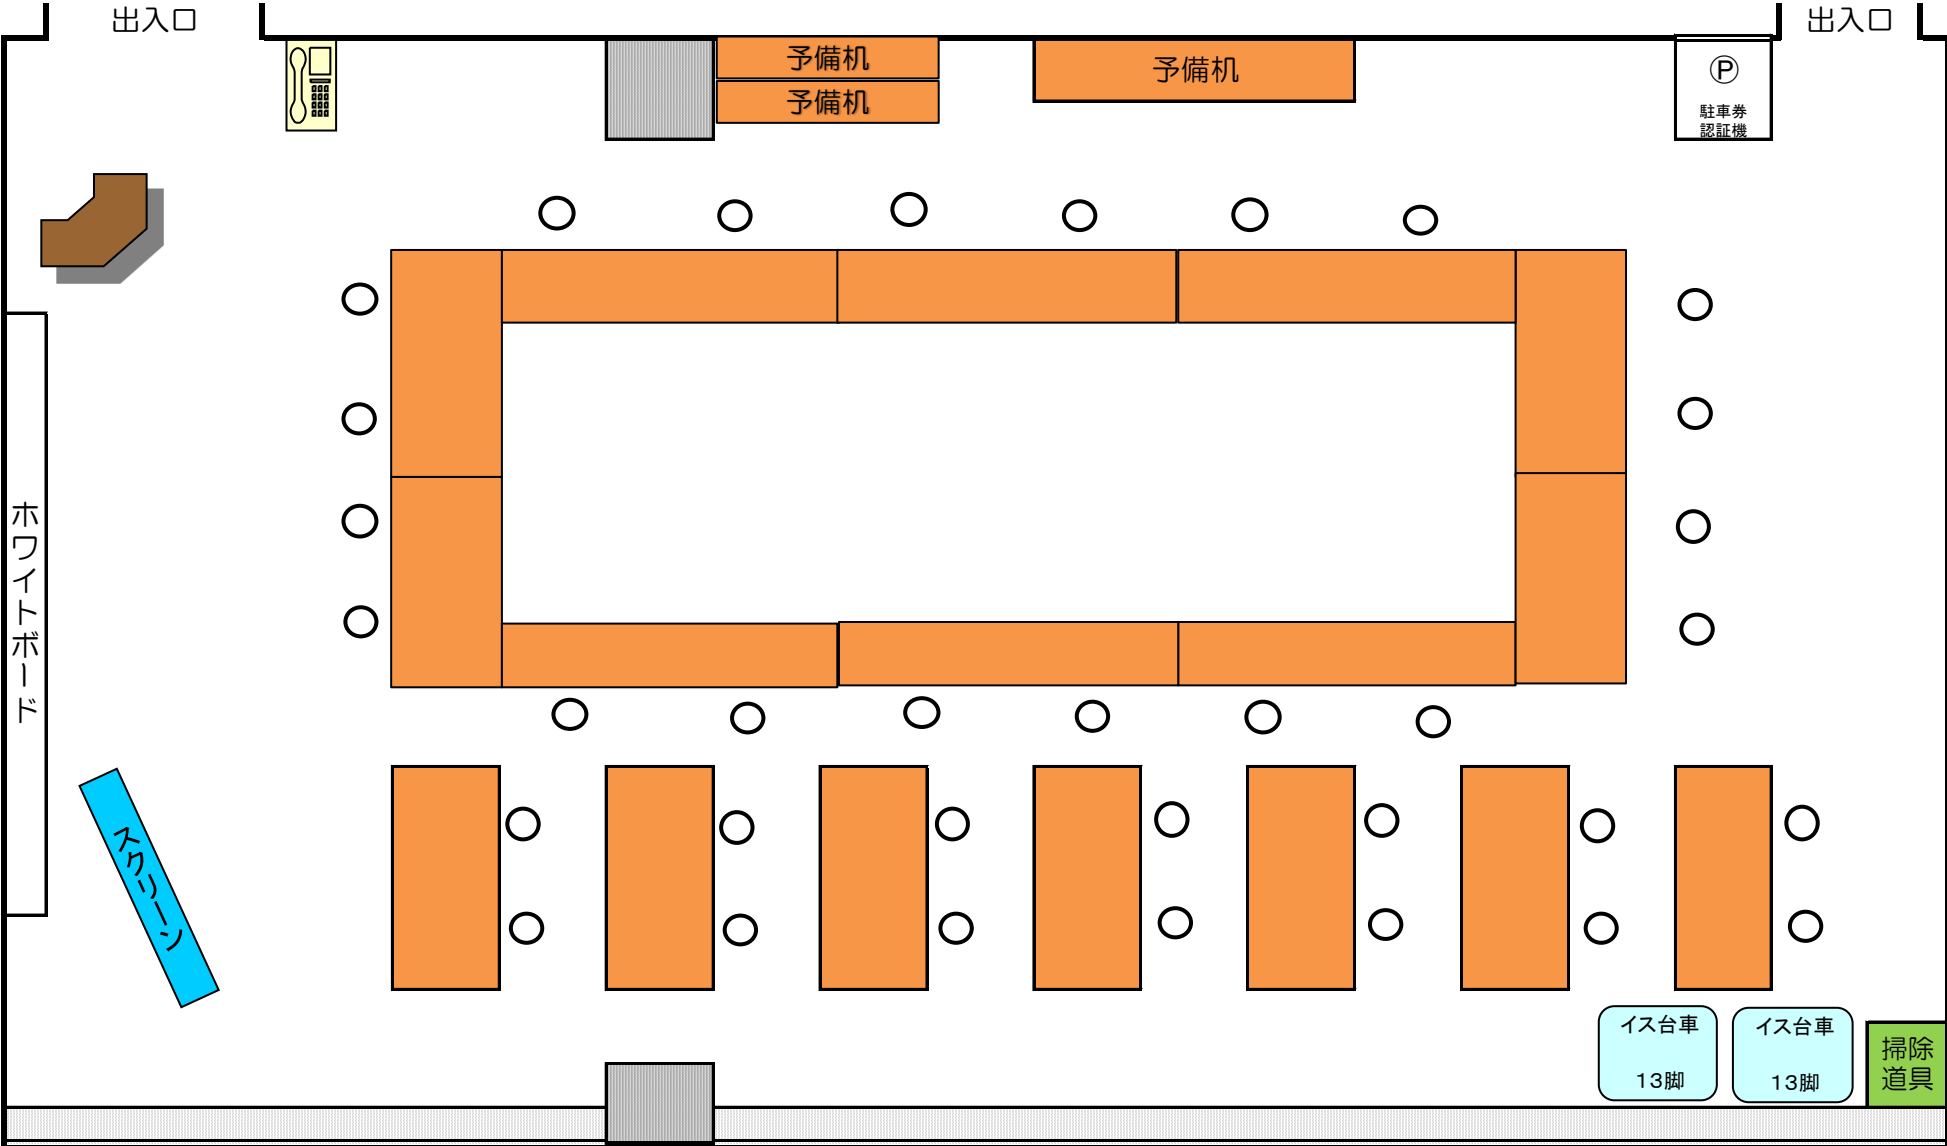 出入口
出入口
予備机
予備机
予備机
Ⓟ
駐車券
認証機
ホワイトボード
スクリーン
イス台車
13脚
イス台車
13脚
掃除
道具